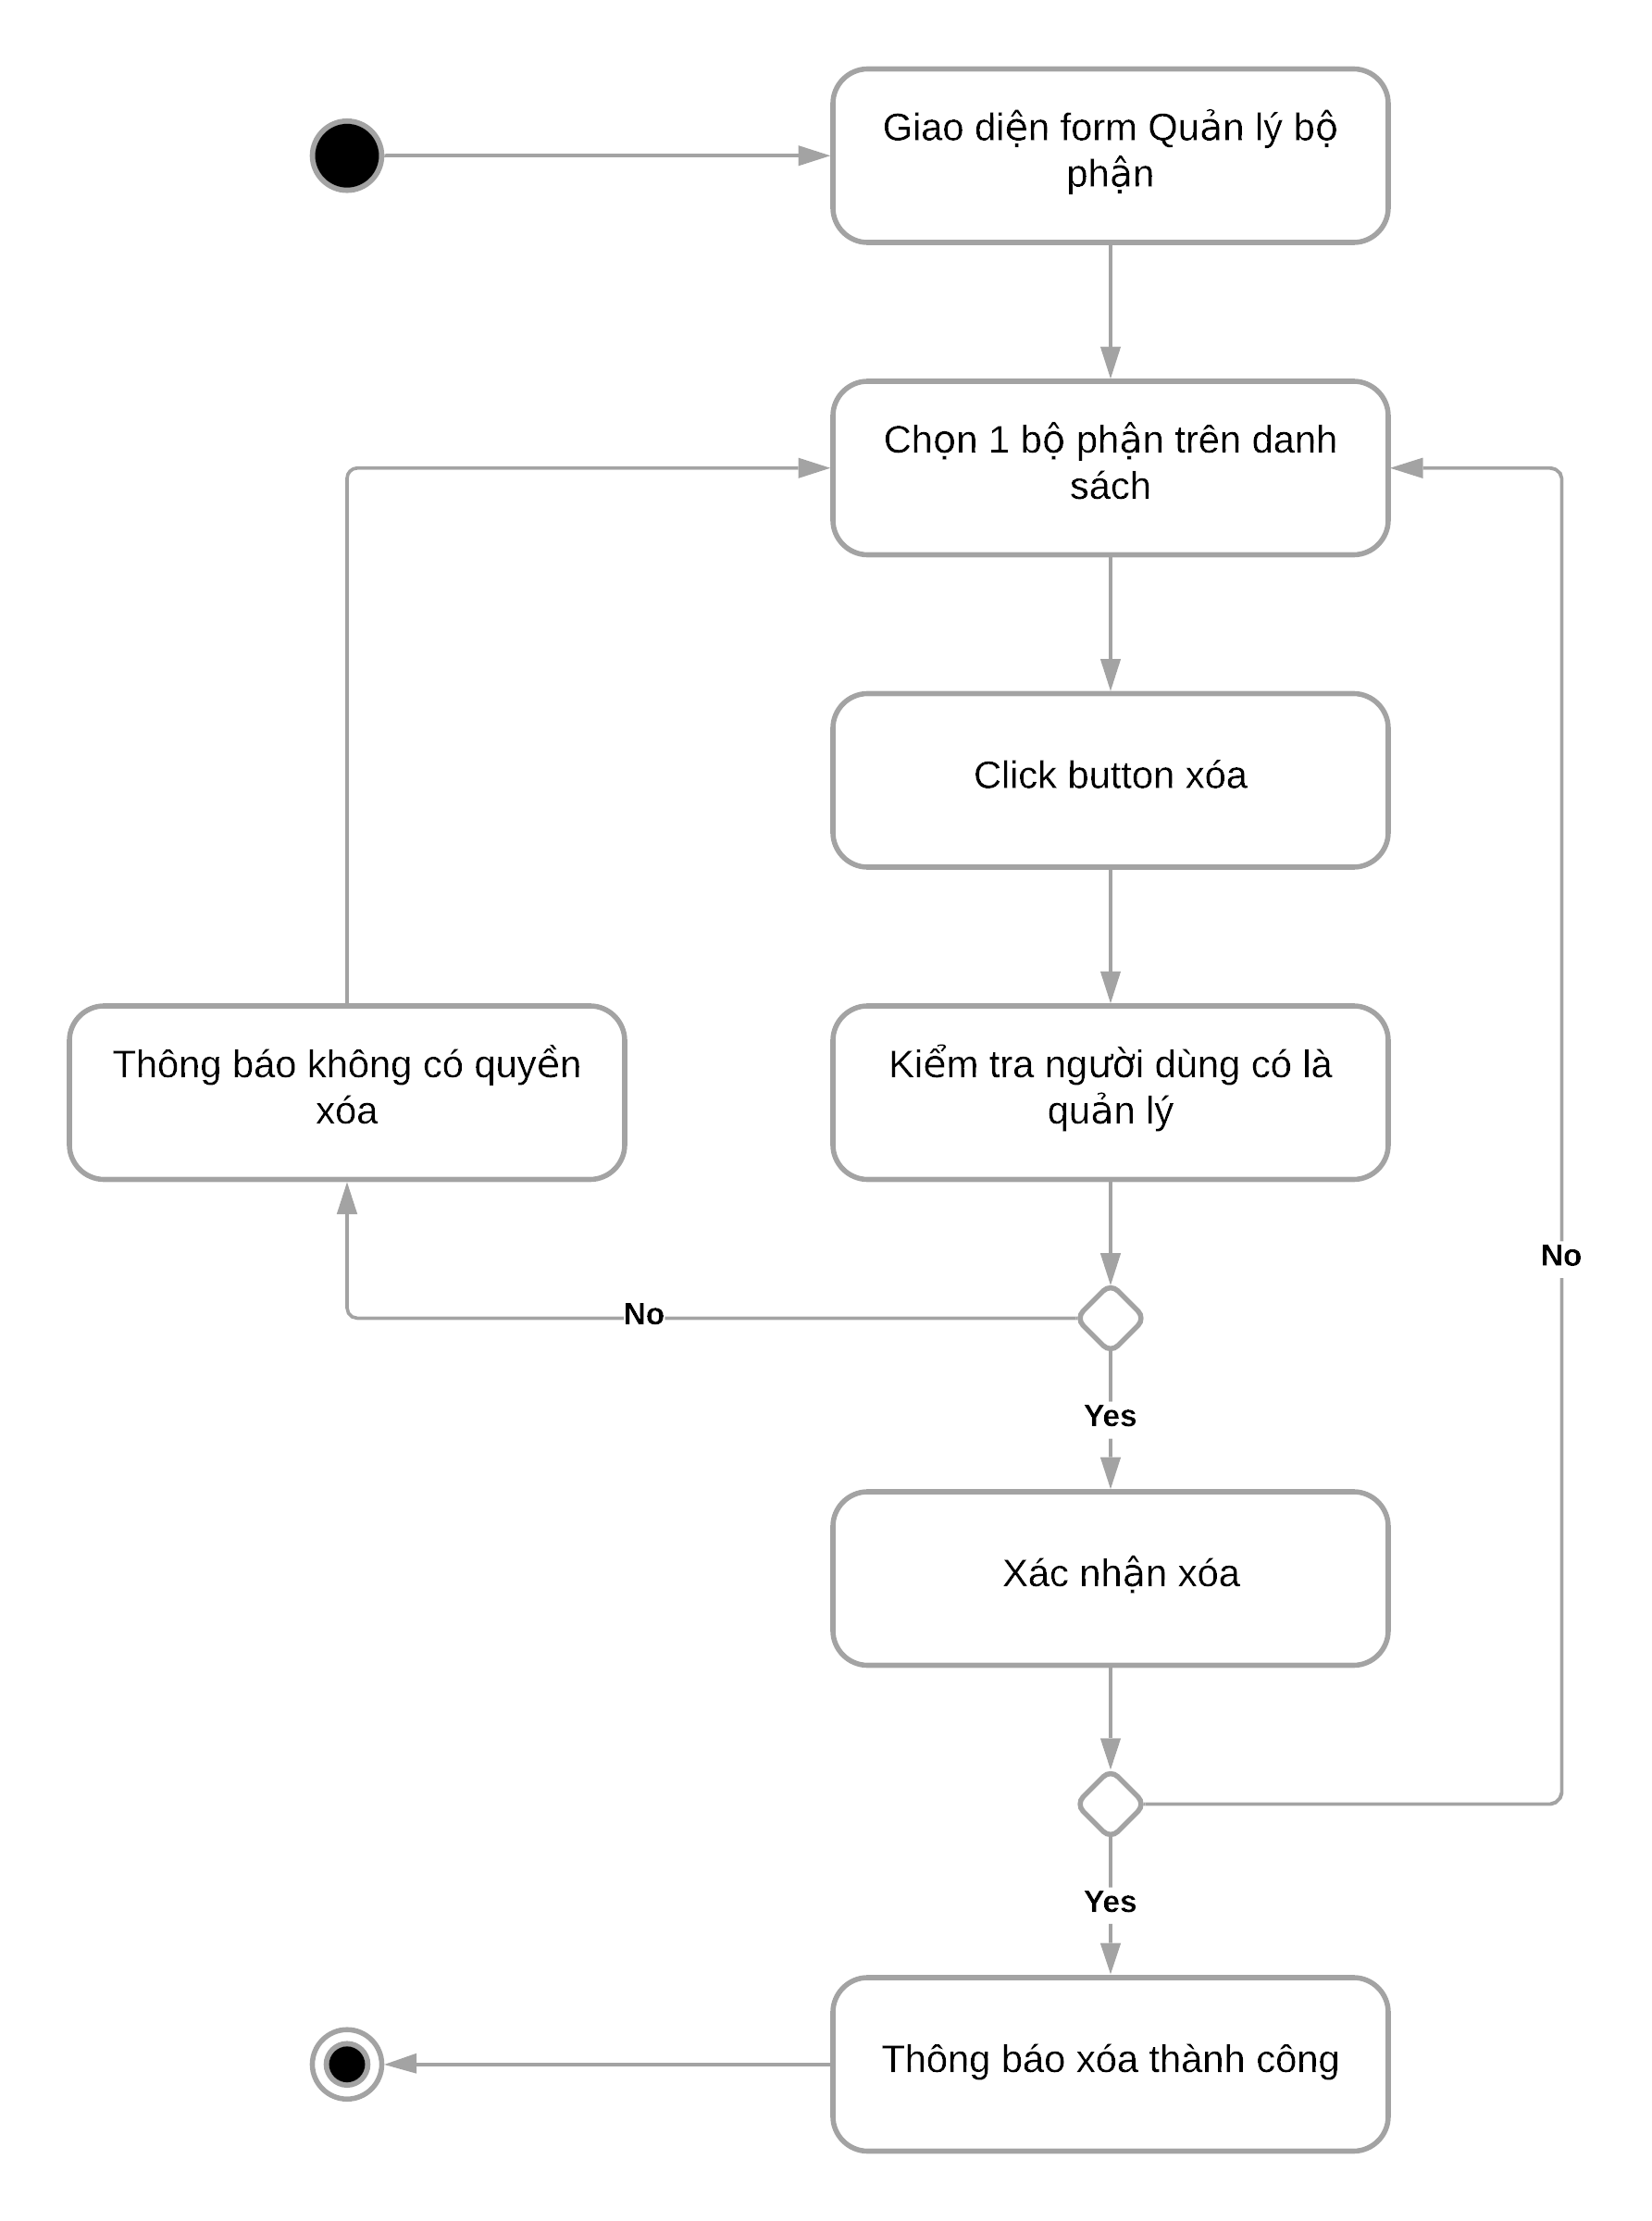 Giao diện form Quản lý bộ
phận
Chọn 1 bộ phận trên danh
sách
Click button xóa
Thông báo không có quyền
xóa
Kiểm tra người dùng có là
quản lý
No
No
Yes
Xác nhận xóa
Yes
Thông báo xóa thành công